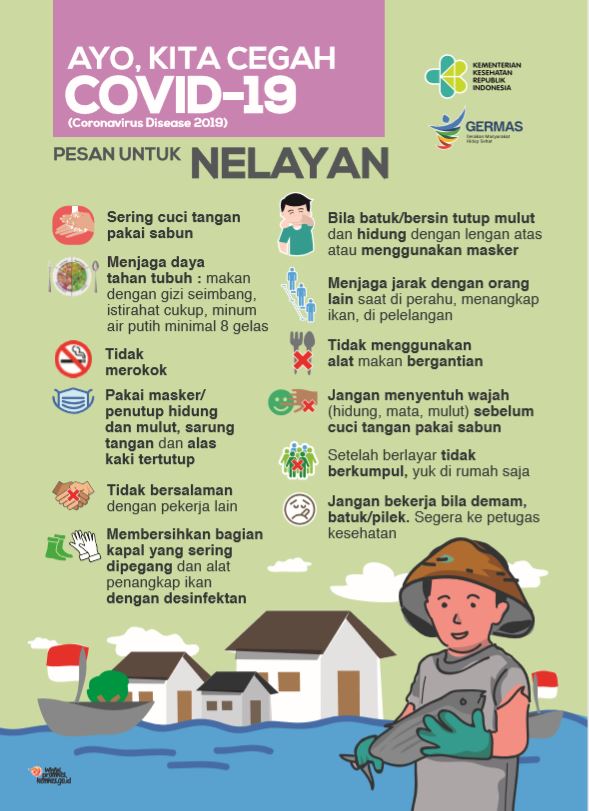 AYO, KITA CEGAH
COVID-19
(Coronavirus Disease 2019)
KEMENTERIAN
KESEHATAN
REPUBLIK
INDONESIA
GERMAS
Gerakan Masyarakat
Hidup Sehat
PESAN UNTUK NELAYAN
Sering cuci tangan
pakai sabun
Menjaga daya
tahan tubuh : makan
dengan gizi seimbang,
istirahat cukup, minum
air putih minimal 8 gelas
Tidak
merokok
Pakai masker/
penutup hidung
dan mulut, sarung
tangan dan alas
kaki tertutup
Tidak bersalaman
dengan pekerja lain
Membersihkan bagian
kapal yang sering
dipegang dan alat
penangkap ikan
dengan desinfektan
Bila batuk/bersin tutup mulut
dan hidung dengan lengan atas
atau menggunakan masker
Menjaga jarak dengan orang
lain saat di perahu, menangkap
ikan, di pelelangan
Tidak menggunakan
alat makan bergantian
Jangan menyentuh wajah
(hidung, mata, mulut) sebelum
cuci tangan pakai sabun
Setelah berlayar tidak
berkumpul, yuk di rumah saja
Jangan bekerja bila demam,
batuk/pilek. Segera ke petugas
kesehatan
www.
promkes.
kemkes.go.id